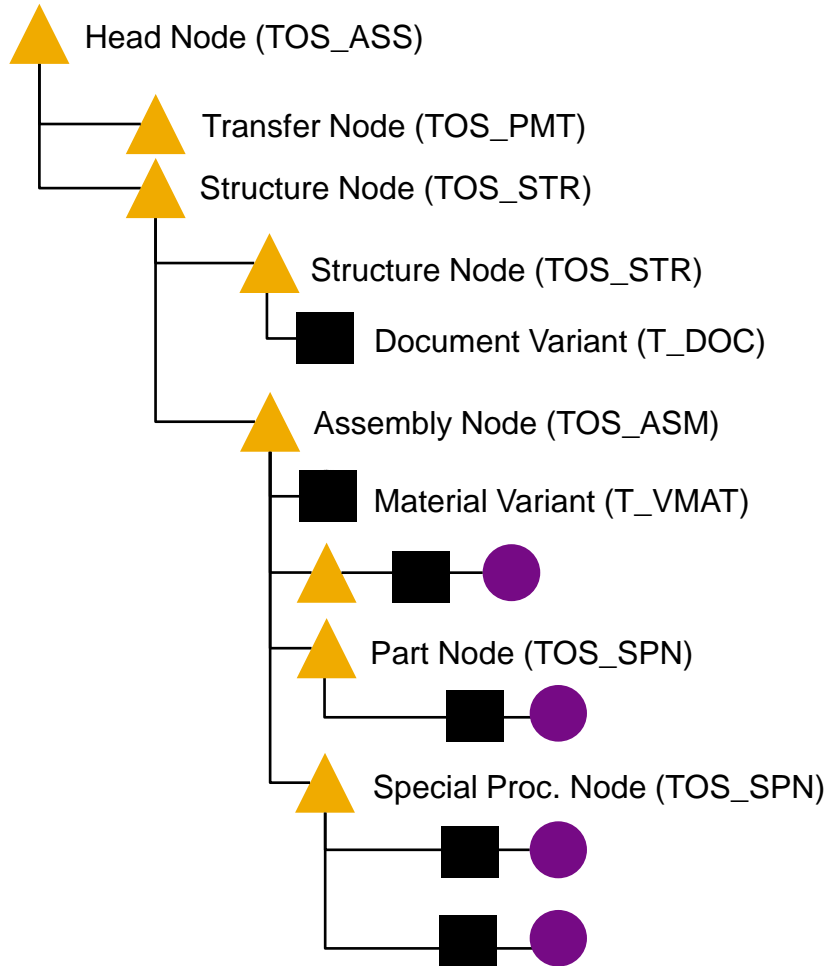 Head Node (TOS_ASS)
Transfer Node (TOS_PMT)
Structure Node (TOS_STR)
Structure Node (TOS_STR)
Document Variant (T_DOC)
Assembly Node (TOS_ASM)
Material Variant (T_VMAT)
Part Node (TOS_SPN)
Special Proc. Node (TOS_SPN)